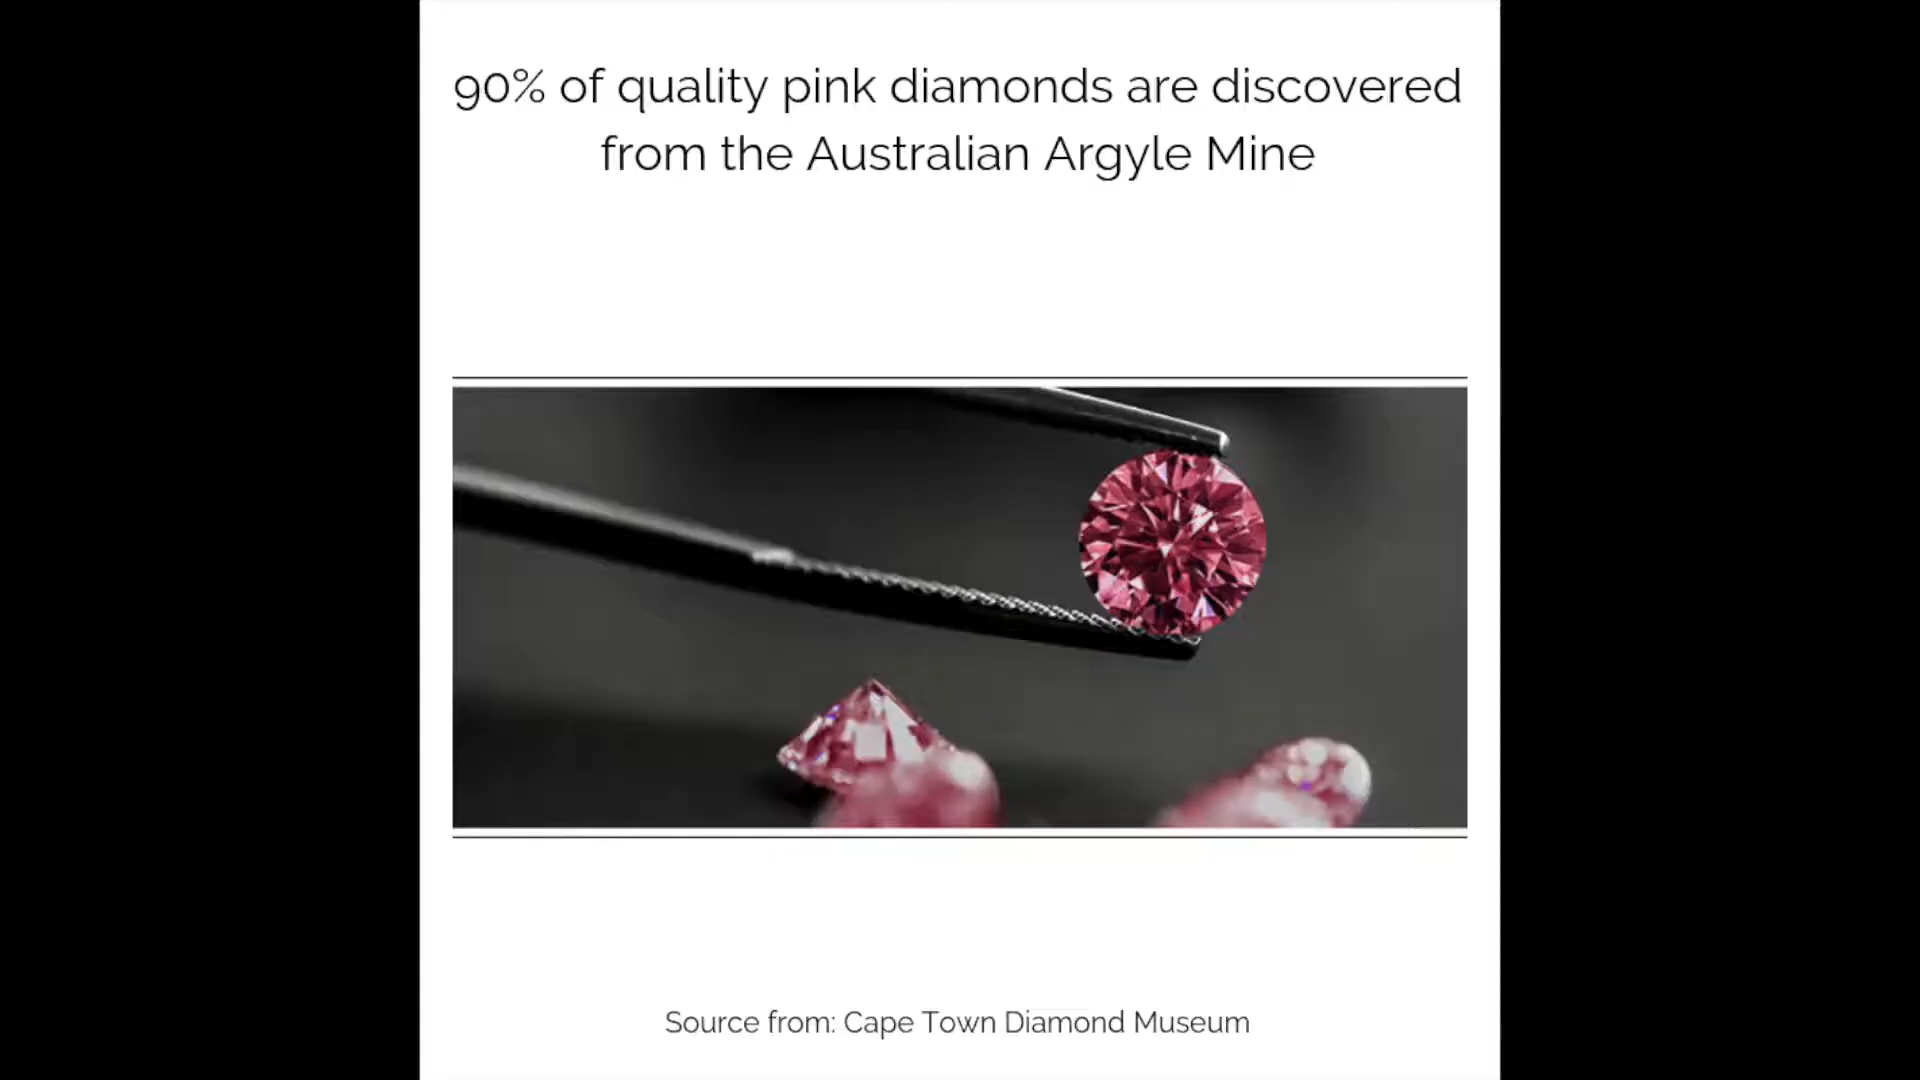 90% of quality pink diamonds are discovered
from the Australian Argyle Mine
Source from: Cape Town Diamond Museum